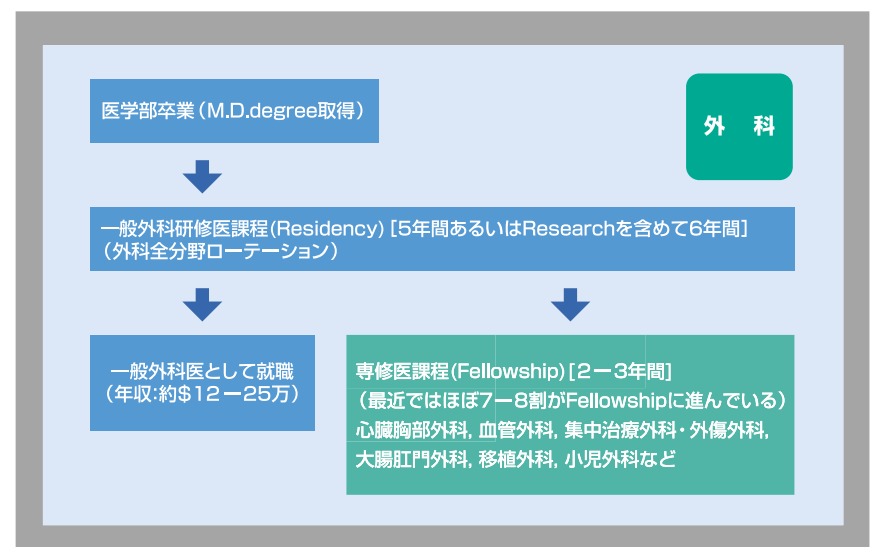 医学部卒業(M.D.degree取得)
外 科
一般外科研修医課程(Residency) [5年間あるいはResearchを含めて6年間]
(外科全分野ローテーション)
一般外科医として就職
(年収:約$12ー25万)
専修医課程(Fellowship) [2ー3年間]
(最近ではほぼ7ー8割がFellowshipに進んでいる)
心臓胸部外科, 血管外科, 集中治療外科・外傷外科,
大腸肛門外科, 移植外科, 小児外科など